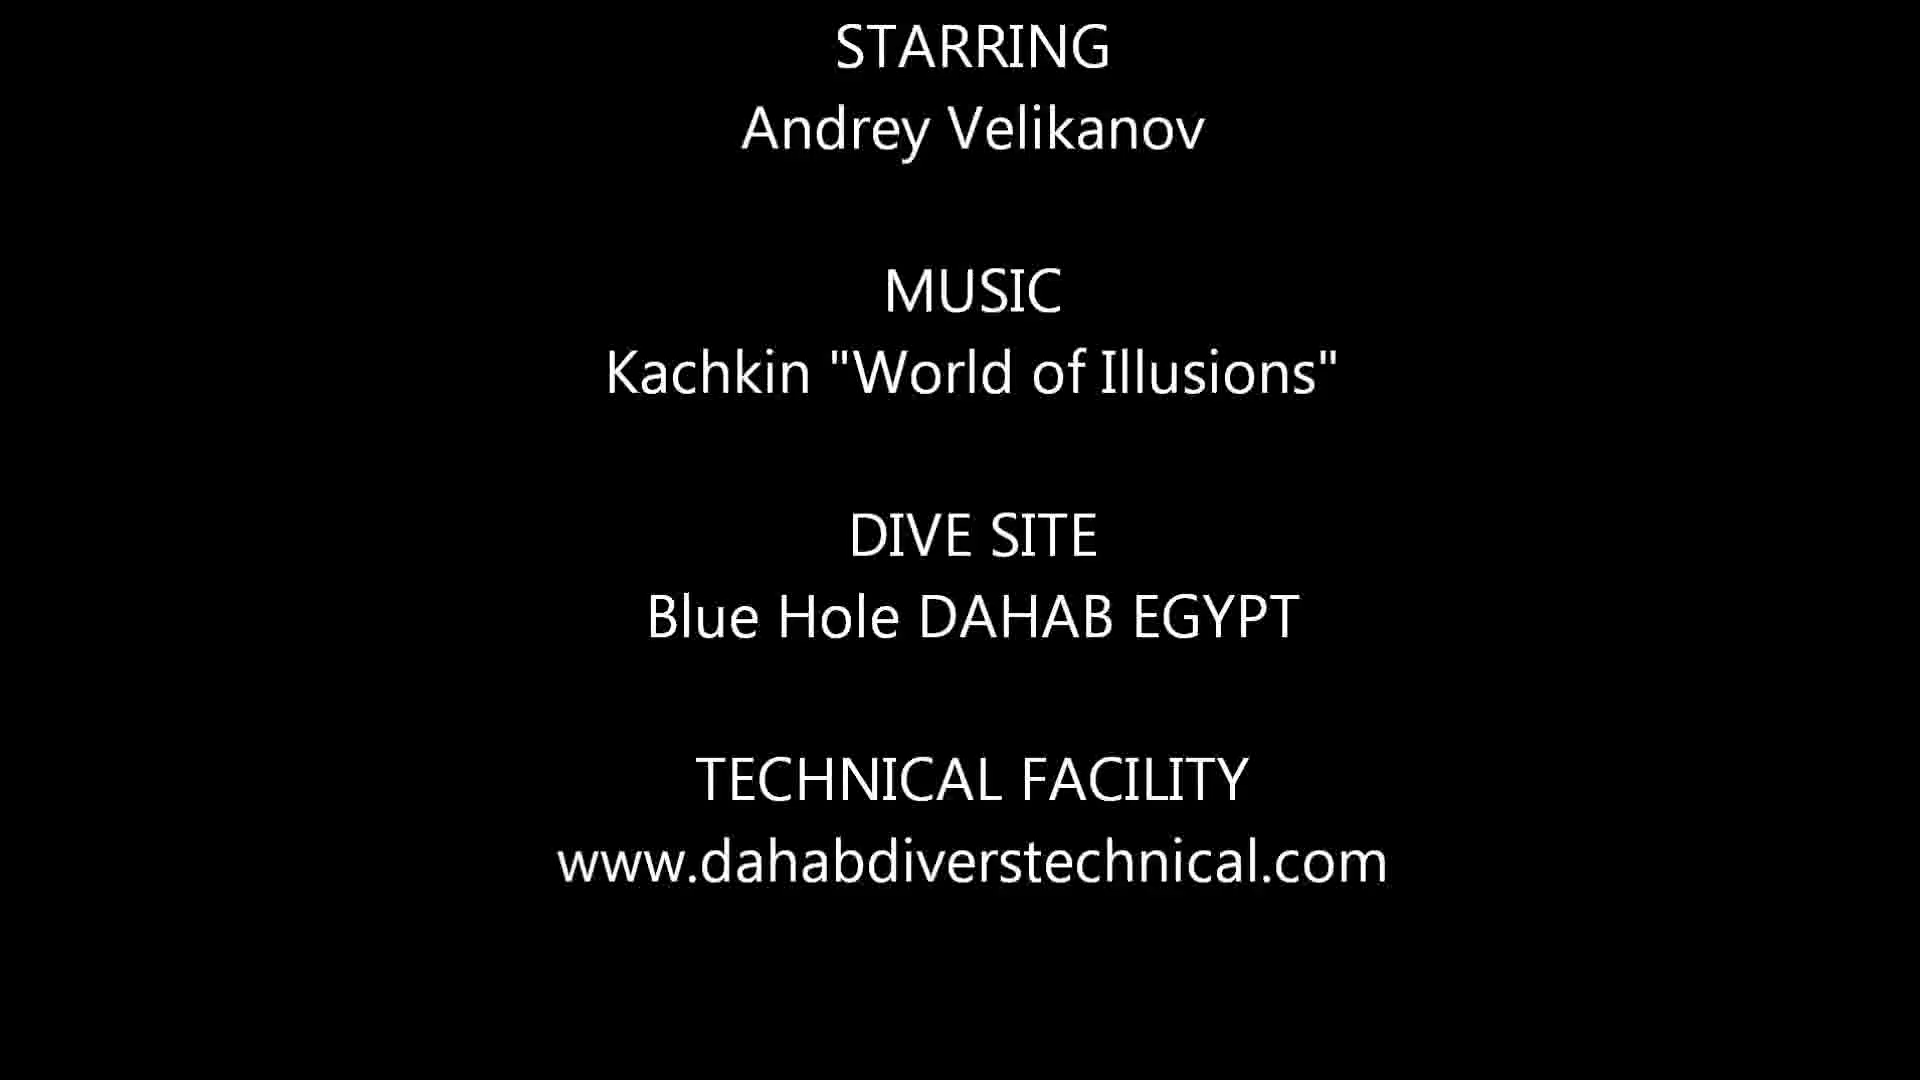 STARRING
Andrey Velikanov
MUSIC
Kachkin "World of Illusions"
DIVE SITE
Blue Hole DAHAB EGYPT
TECHNICAL FACILITY
www.dahabdiverstechnical.com